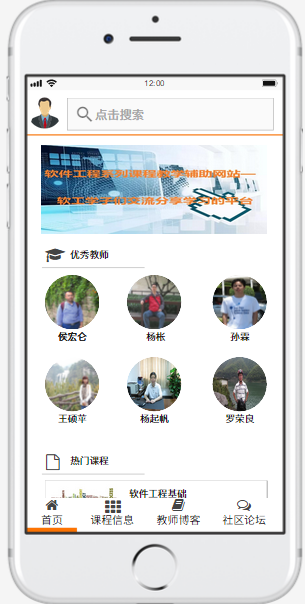 12:00
点击搜索
软件工程系列课程教学辅助网站—
软工学子们交流分享学习的平台
优秀教师
侯宏仑 杨枨 孙霖
王硕苹 杨起帆 罗荣良
热门课程
软件工程基础
首页 课程信息 教师博客 社区论坛